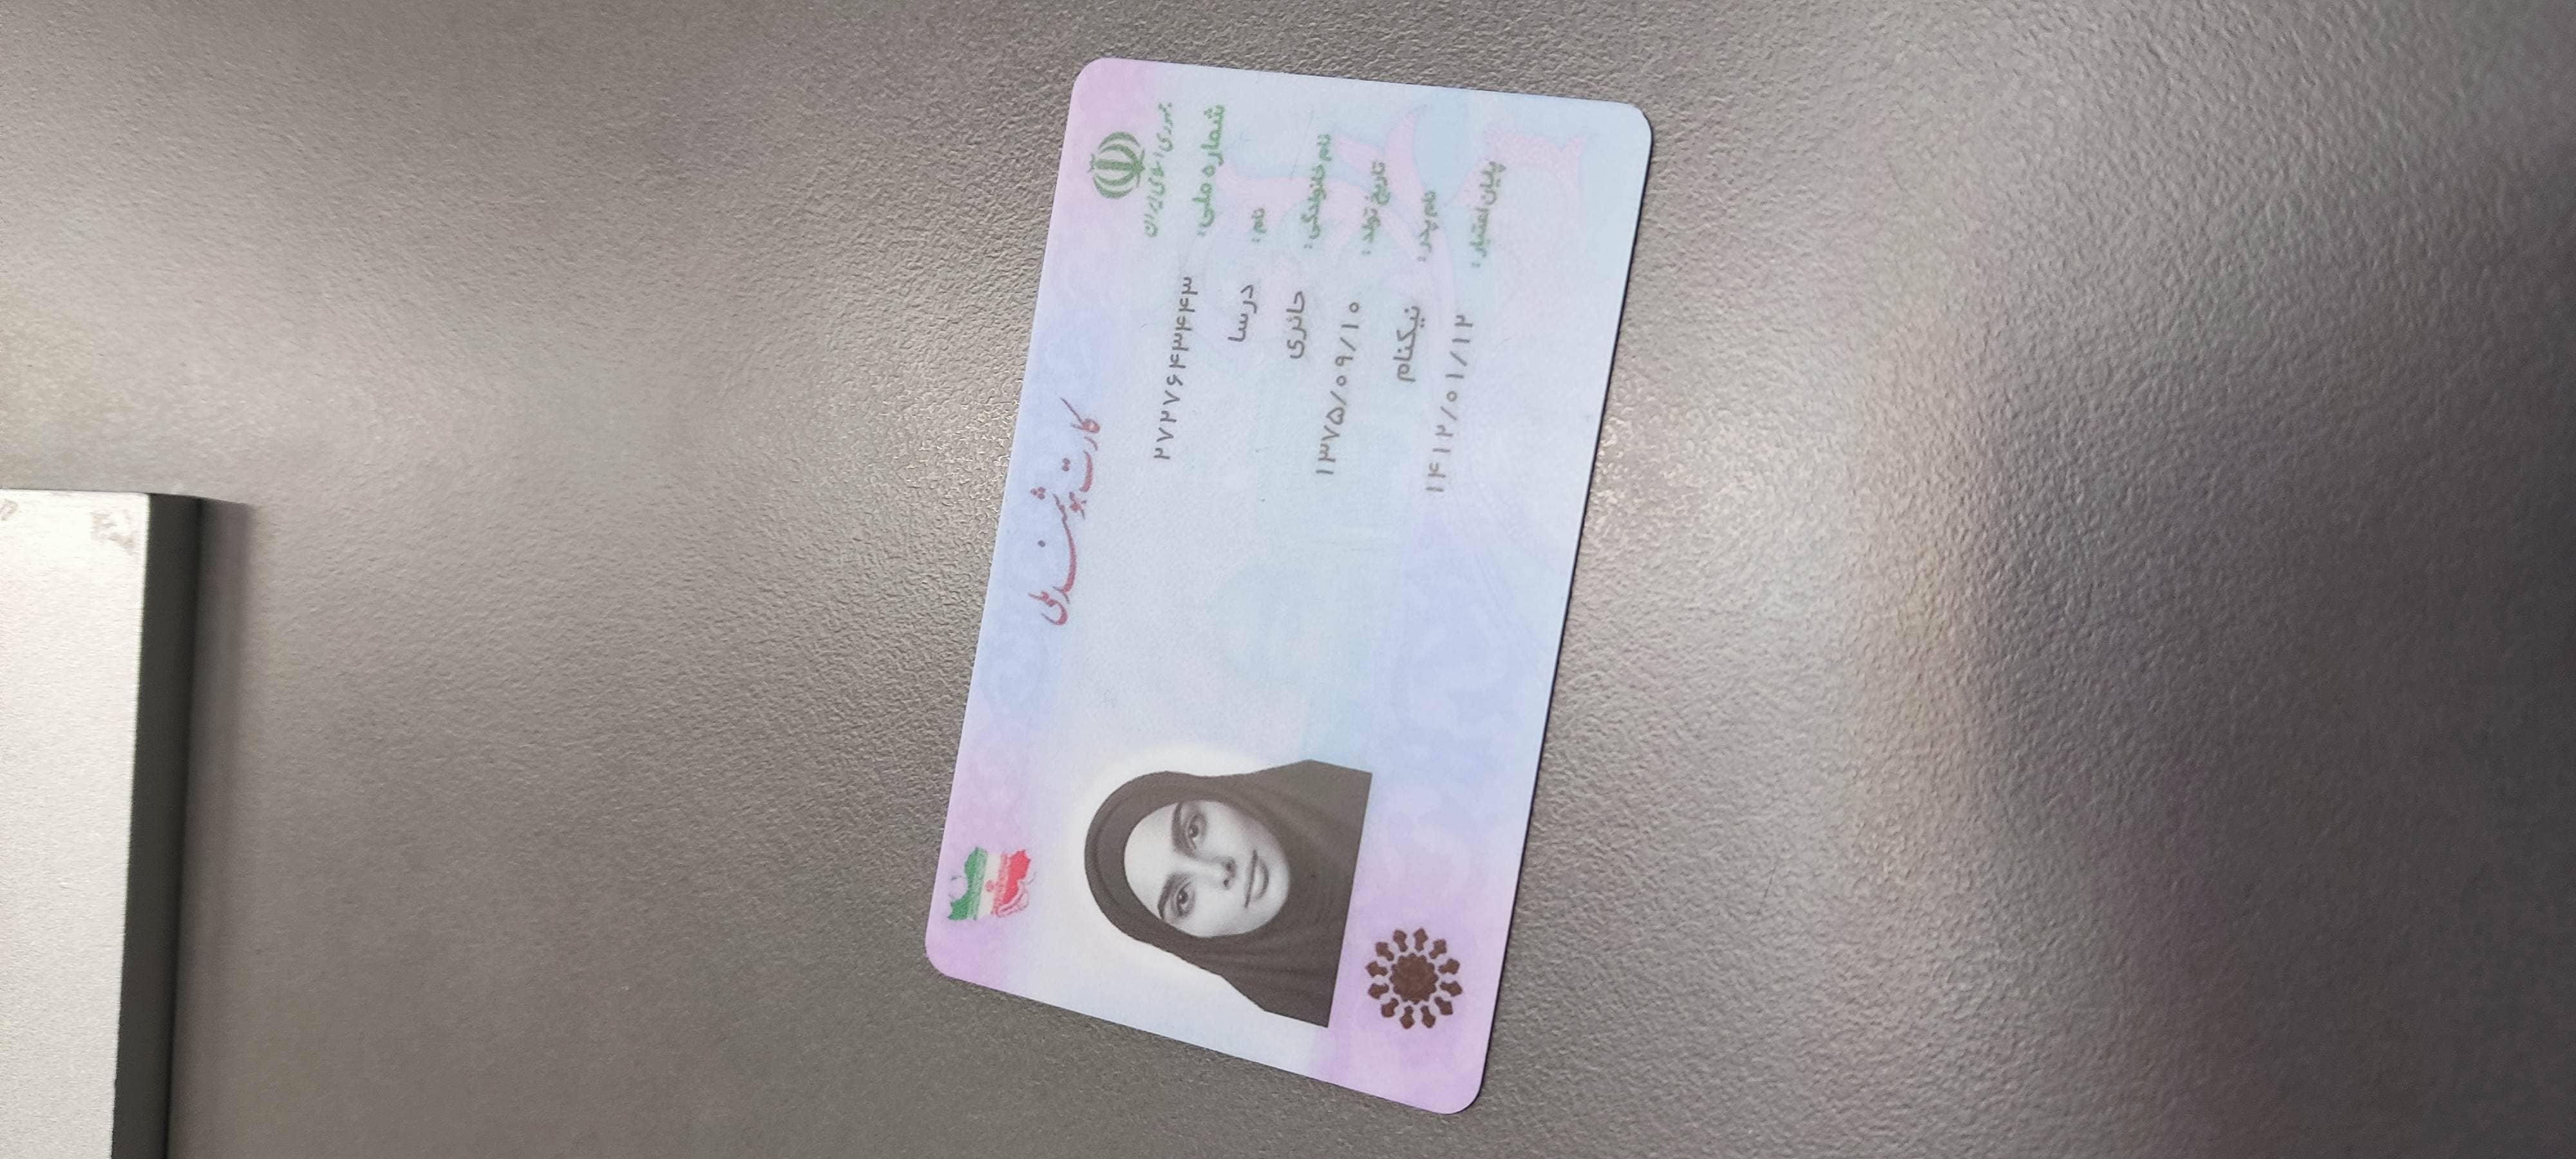 جمهوری اسلامی ایران
کارت هوشمند ملی
شماره ملی: ۲۷۲۷۶۴۳۴۴۳
نام: درسا
نام خانوادگی: حائری
تاریخ تولد: ۱۳۷۵/۰۹/۱۰
نام پدر: نیکنام
پایان اعتبار: ۱۴۱۲/۰۱/۱۲